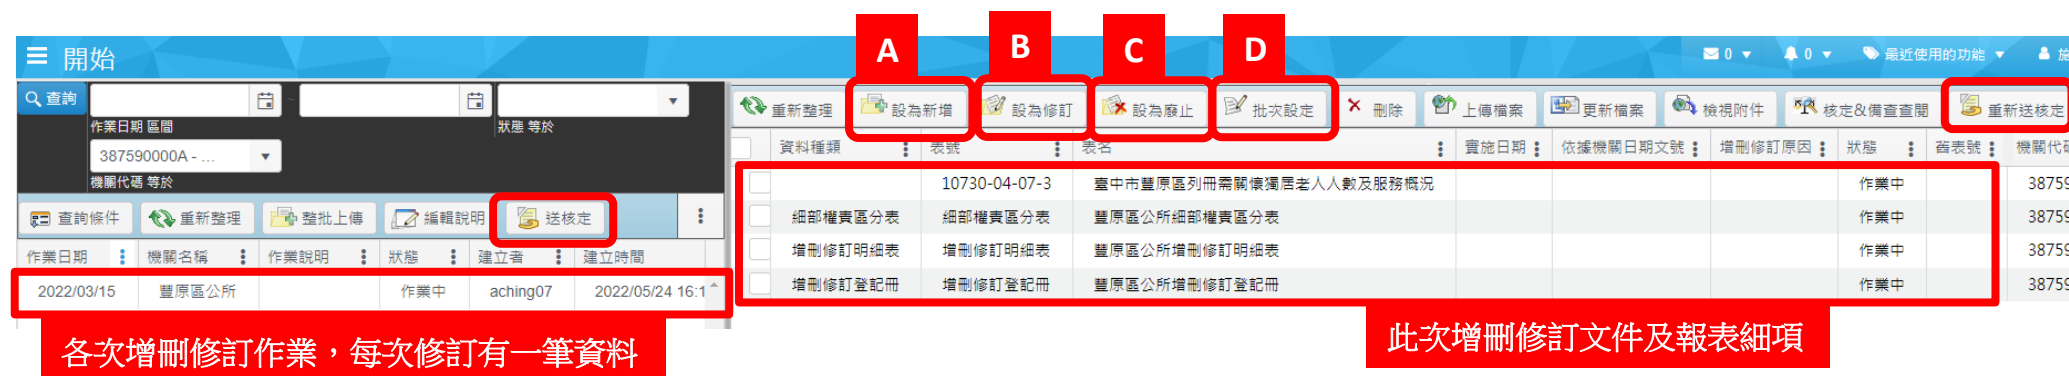 A B C D
開始 0 0 最近使用的功能 施
查詢 ~
作業日期 區間 狀態 等於
387590000A - ...
機關代碼 等於
查詢條件 重新整理 整批上傳 編輯說明 送核定
作業日期 機關名稱 作業說明 狀態 建立者 建立時間
2022/03/15 豐原區公所 作業中 aching07 2022/05/24 16:1
各次增刪修訂作業，每次修訂有一筆資料
重新整理 設為新增 設為修訂 設為廢止 批次設定 刪除 上傳檔案 更新檔案 檢視附件 核定&備查查閱 重新送核定
資料種類 表號 表名 實施日期 依據機關日期文號 增刪修訂原因 狀態 舊表號 機關代碼
10730-04-07-3 臺中市豐原區列冊需關懷獨居老人人數及服務概況 作業中 38759
細部權責區分表 細部權責區分表 豐原區公所細部權責區分表 作業中 38759
增刪修訂明細表 增刪修訂明細表 豐原區公所增刪修訂明細表 作業中 38759
增刪修訂登記冊 增刪修訂登記冊 豐原區公所增刪修訂登記冊 作業中 38759
此次增刪修訂文件及報表細項